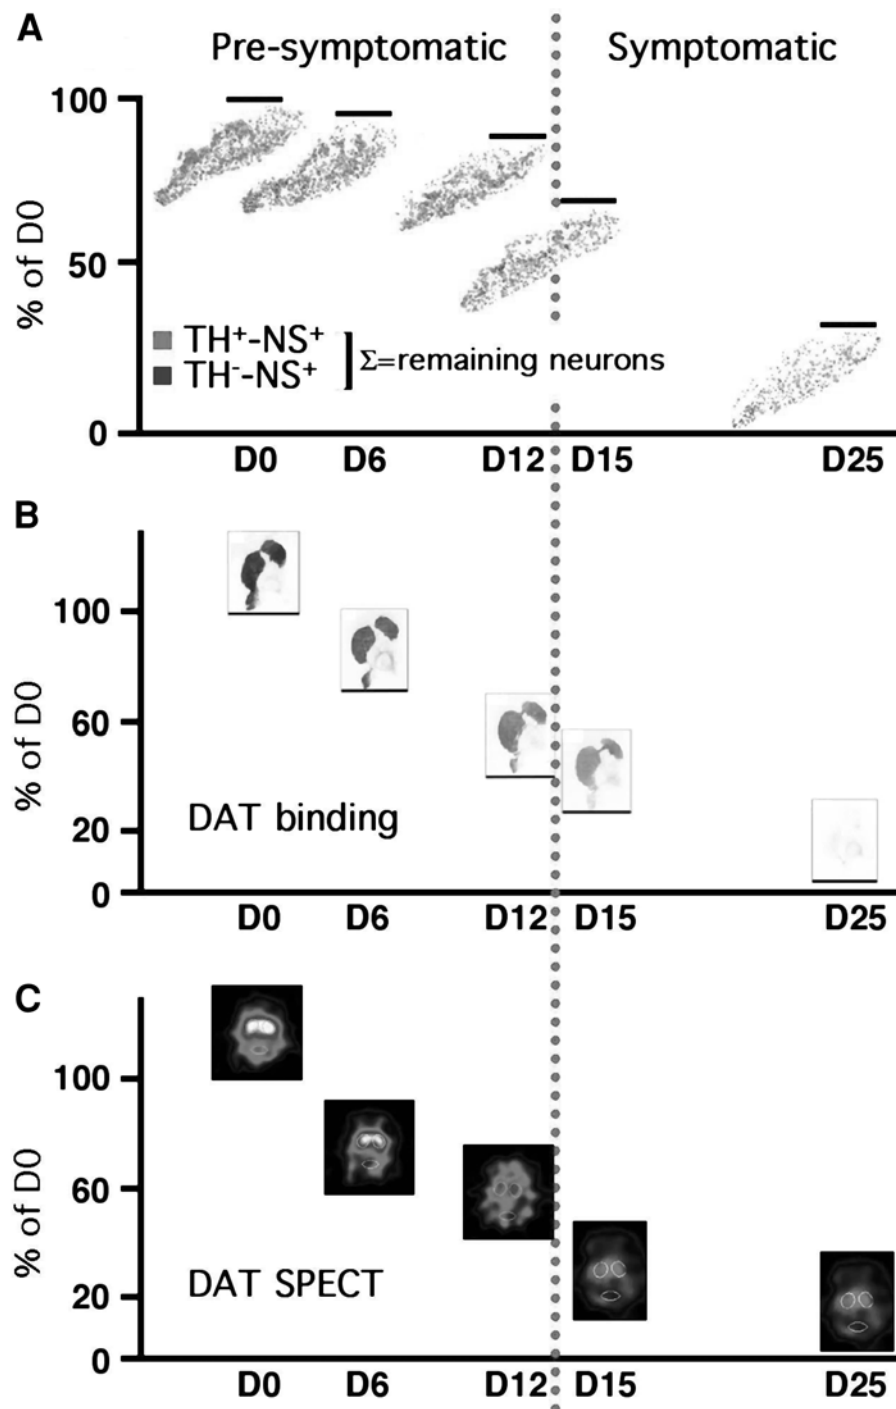 A
Pre-symptomatic Symptomatic
100
50
0
% of D0
TH⁺-NS⁺
TH⁻-NS⁺
Σ=remaining neurons
D0 D6 D12 D15 D25
B
100
60
20
0
% of D0
DAT binding
D0 D6 D12 D15 D25
C
100
60
20
0
% of D0
DAT SPECT
D0 D6 D12 D15 D25